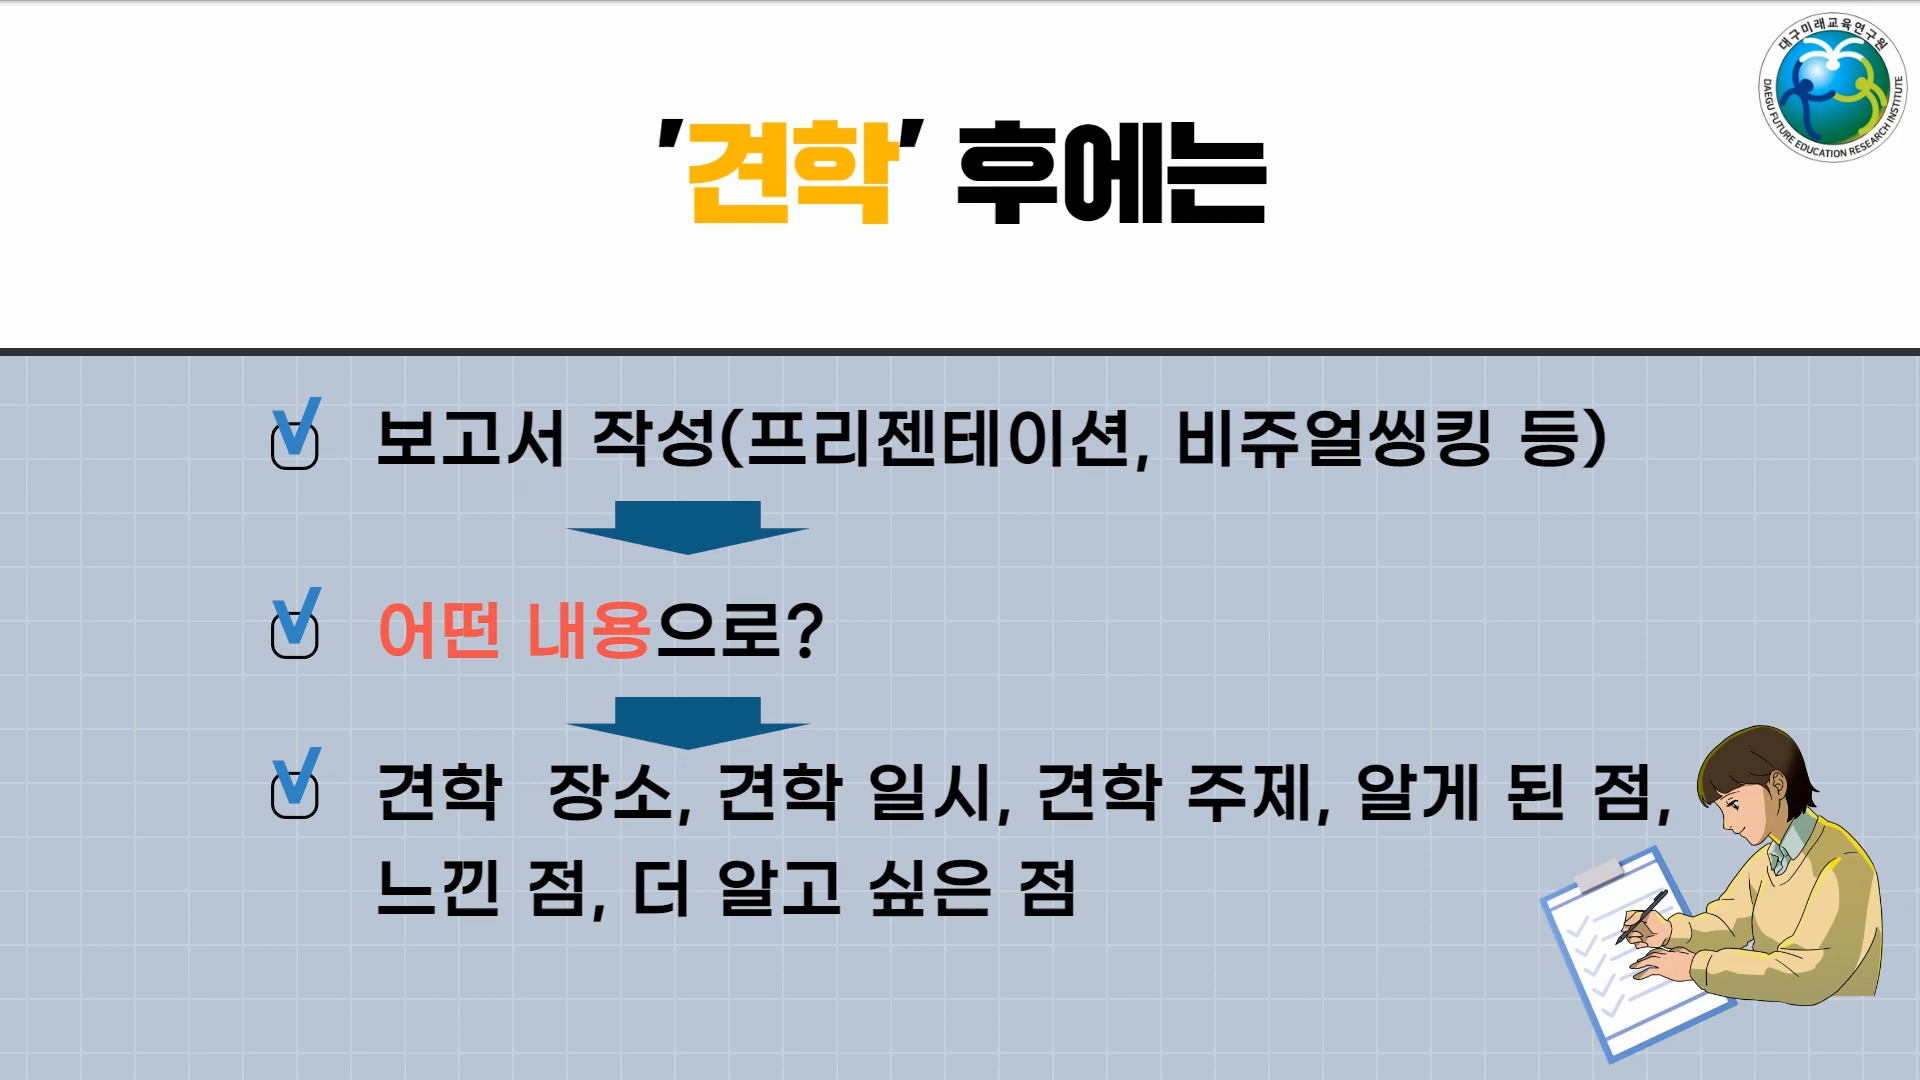 '견학' 후에는
대구미래교육연구원
DAEGU FUTURE EDUCATION RESEARCH INSTITUTE
보고서 작성(프리젠테이션, 비쥬얼씽킹 등)
어떤 내용으로?
견학 장소, 견학 일시, 견학 주제, 알게 된 점,
느낀 점, 더 알고 싶은 점